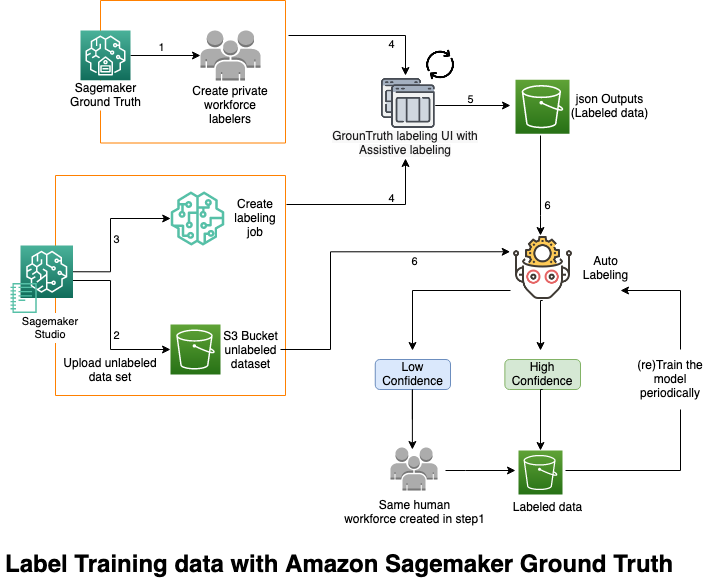 1
Sagemaker
Ground Truth
Create private
workforce
labelers
4
GrounTruth labeling UI with
Assistive labeling
5
json Outputs
(Labeled data)
3
Create
labeling
job
4
6
Sagemaker
Studio
2
Upload unlabeled
data set
S3 Bucket
unlabeled
dataset
6
Auto
Labeling
Low
Confidence
High
Confidence
(re)Train the
model
periodically
Same human
workforce created in step1
Labeled data
Label Training data with Amazon Sagemaker Ground Truth